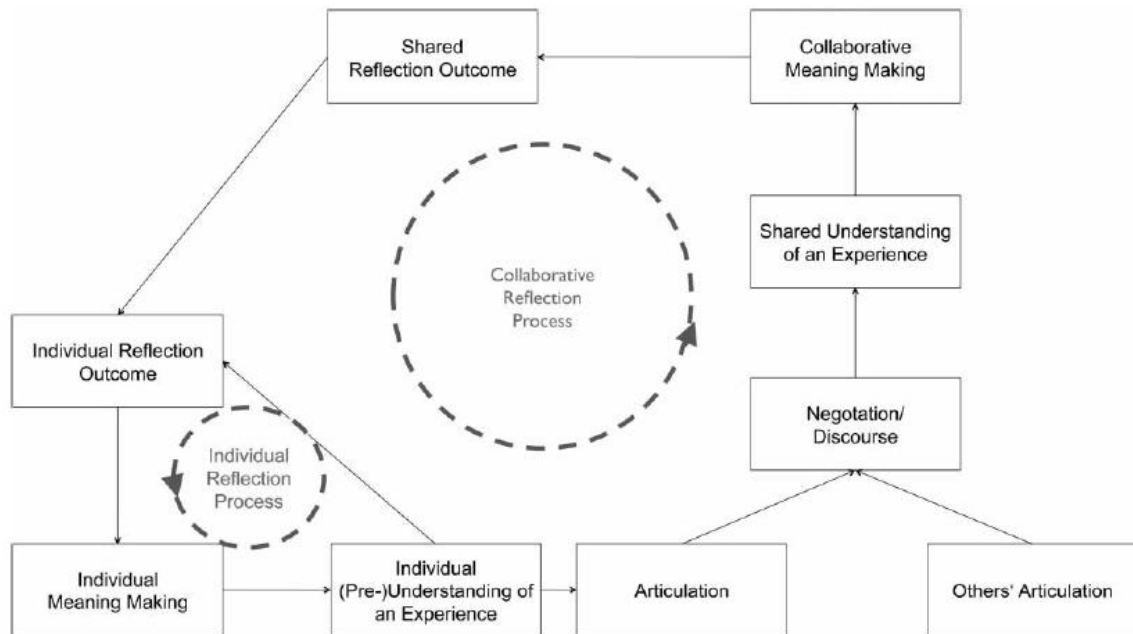 Shared
Reflection Outcome
Collaborative
Meaning Making
Shared Understanding
of an Experience
Collaborative
Reflection
Process
Individual Reflection
Outcome
Negotation/
Discourse
Individual
Reflection
Process
Individual
Meaning Making
Individual
(Pre-)Understanding of
an Experience
Articulation
Others' Articulation